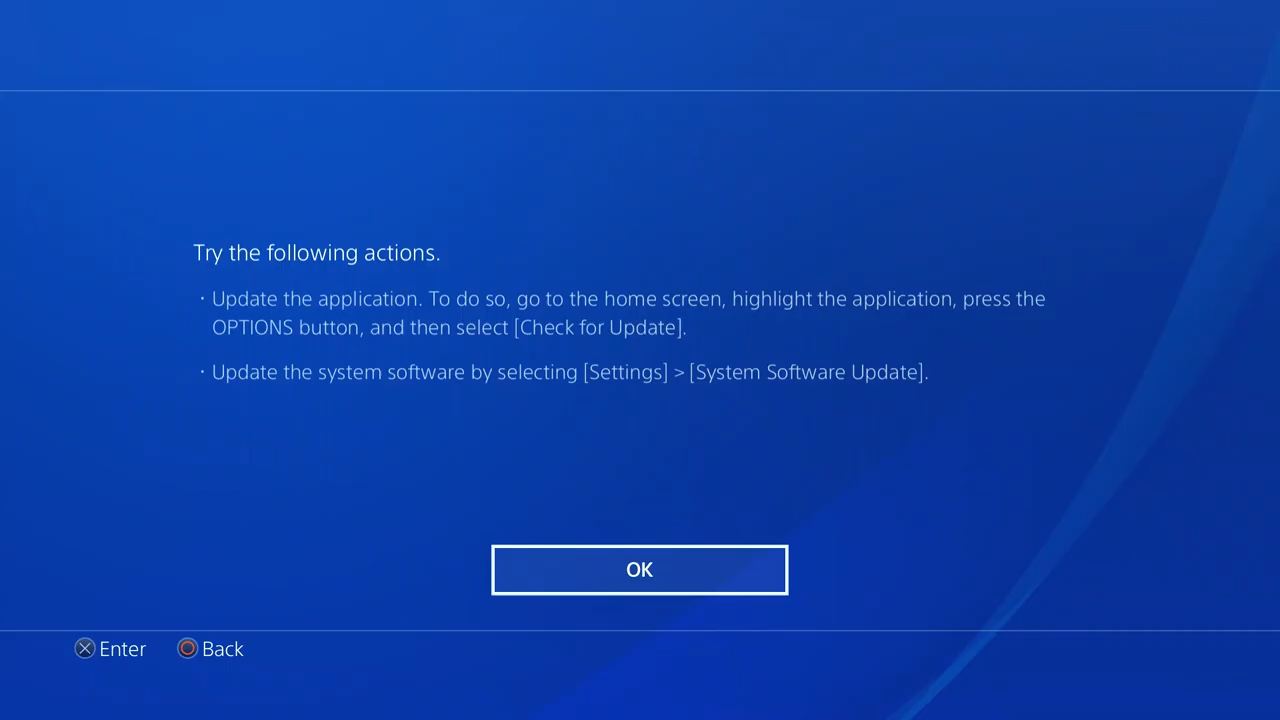 Try the following actions.
· Update the application. To do so, go to the home screen, highlight the application, press the
OPTIONS button, and then select [Check for Update].
· Update the system software by selecting [Settings] > [System Software Update].
OK
Enter Back